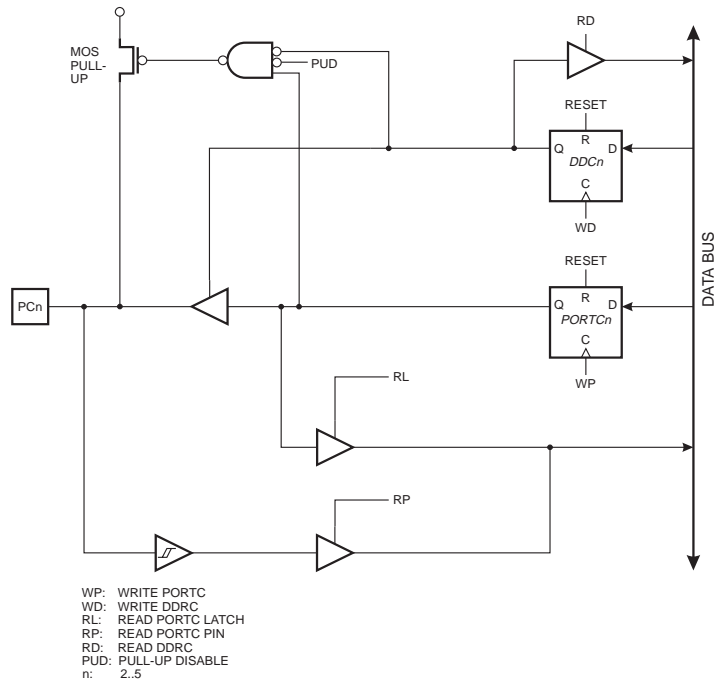 RD
MOS
PULL-
UP
PUD
RESET
R
Q D
DDCn
C
WD
DATA BUS
RESET
PCn
R
Q D
PORTCn
C
WP
RL
RP
WP: WRITE PORTC
WD: WRITE DDRC
RL: READ PORTC LATCH
RP: READ PORTC PIN
RD: READ DDRC
PUD: PULL-UP DISABLE
n: 2..5